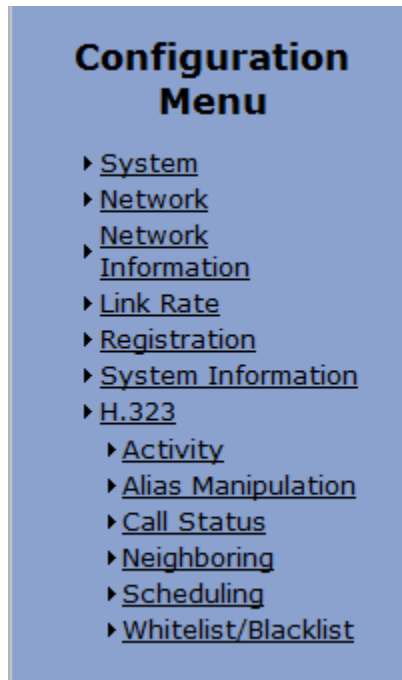 Configuration
Menu
System
Network
Network
Information
Link Rate
Registration
System Information
H.323
Activity
Alias Manipulation
Call Status
Neighboring
Scheduling
Whitelist/Blacklist